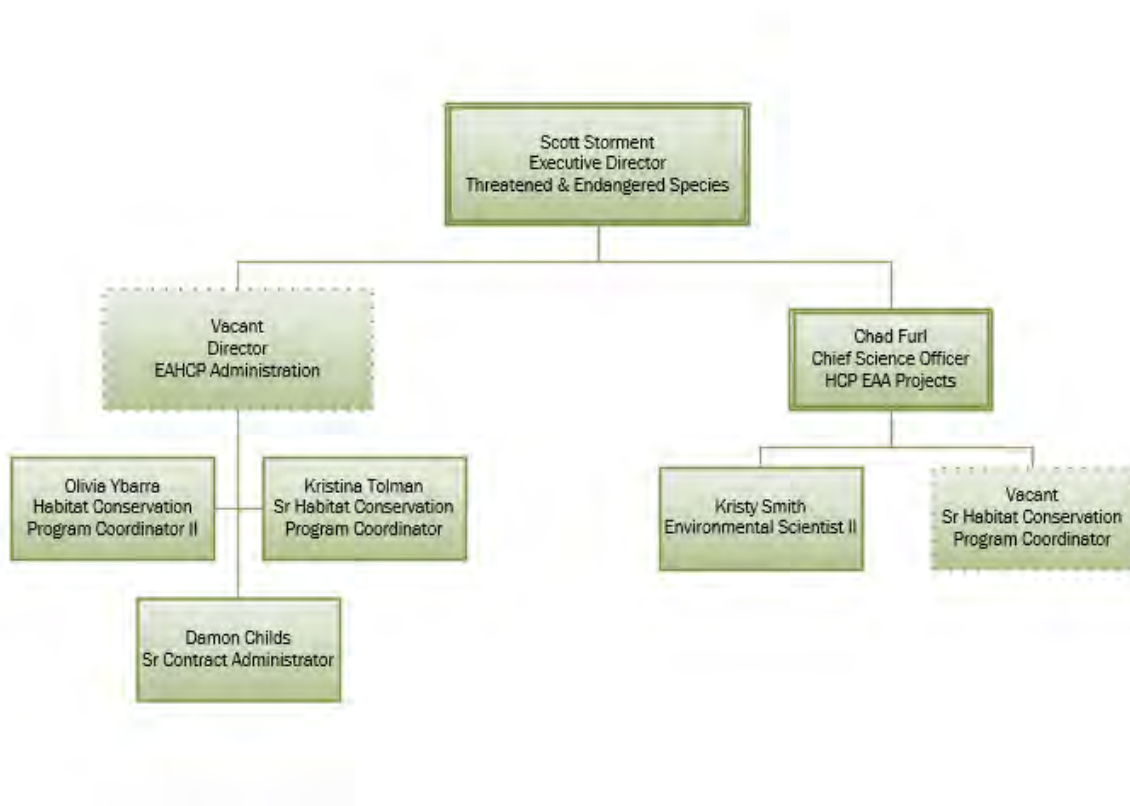 Scott Storment
Executive Director
Threatened & Endangered Species
Vacant
Director
EAHCP Administration
Chad Furl
Chief Science Officer
HCP EAA Projects
Olivia Ybarra
Habitat Conservation
Program Coordinator II
Kristina Tolman
Sr Habitat Conservation
Program Coordinator
Kristy Smith
Environmental Scientist II
Vacant
Sr Habitat Conservation
Program Coordinator
Damon Childs
Sr Contract Administrator